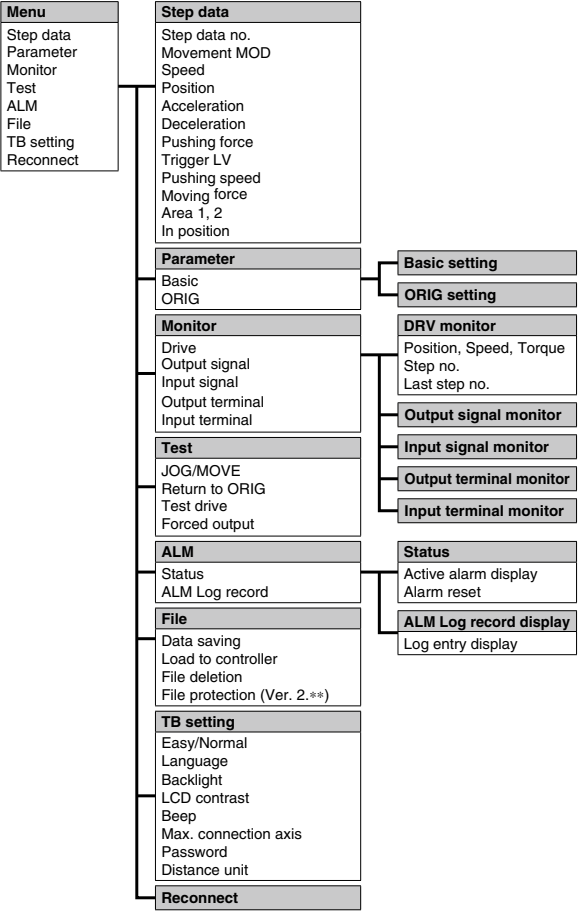 Menu
Step data
Parameter
Monitor
Test
ALM
File
TB setting
Reconnect
Step data
Step data no.
Movement MOD
Speed
Position
Acceleration
Deceleration
Pushing force
Trigger LV
Pushing speed
Moving force
Area 1, 2
In position
Parameter
Basic
ORIG
Basic setting
ORIG setting
Monitor
Drive
Output signal
Input signal
Output terminal
Input terminal
DRV monitor
Position, Speed, Torque
Step no.
Last step no.
Output signal monitor
Input signal monitor
Output terminal monitor
Input terminal monitor
Test
JOG/MOVE
Return to ORIG
Test drive
Forced output
ALM
Status
ALM Log record
Status
Active alarm display
Alarm reset
ALM Log record display
Log entry display
File
Data saving
Load to controller
File deletion
File protection (Ver. 2.**)
TB setting
Easy/Normal
Language
Backlight
LCD contrast
Beep
Max. connection axis
Password
Distance unit
Reconnect